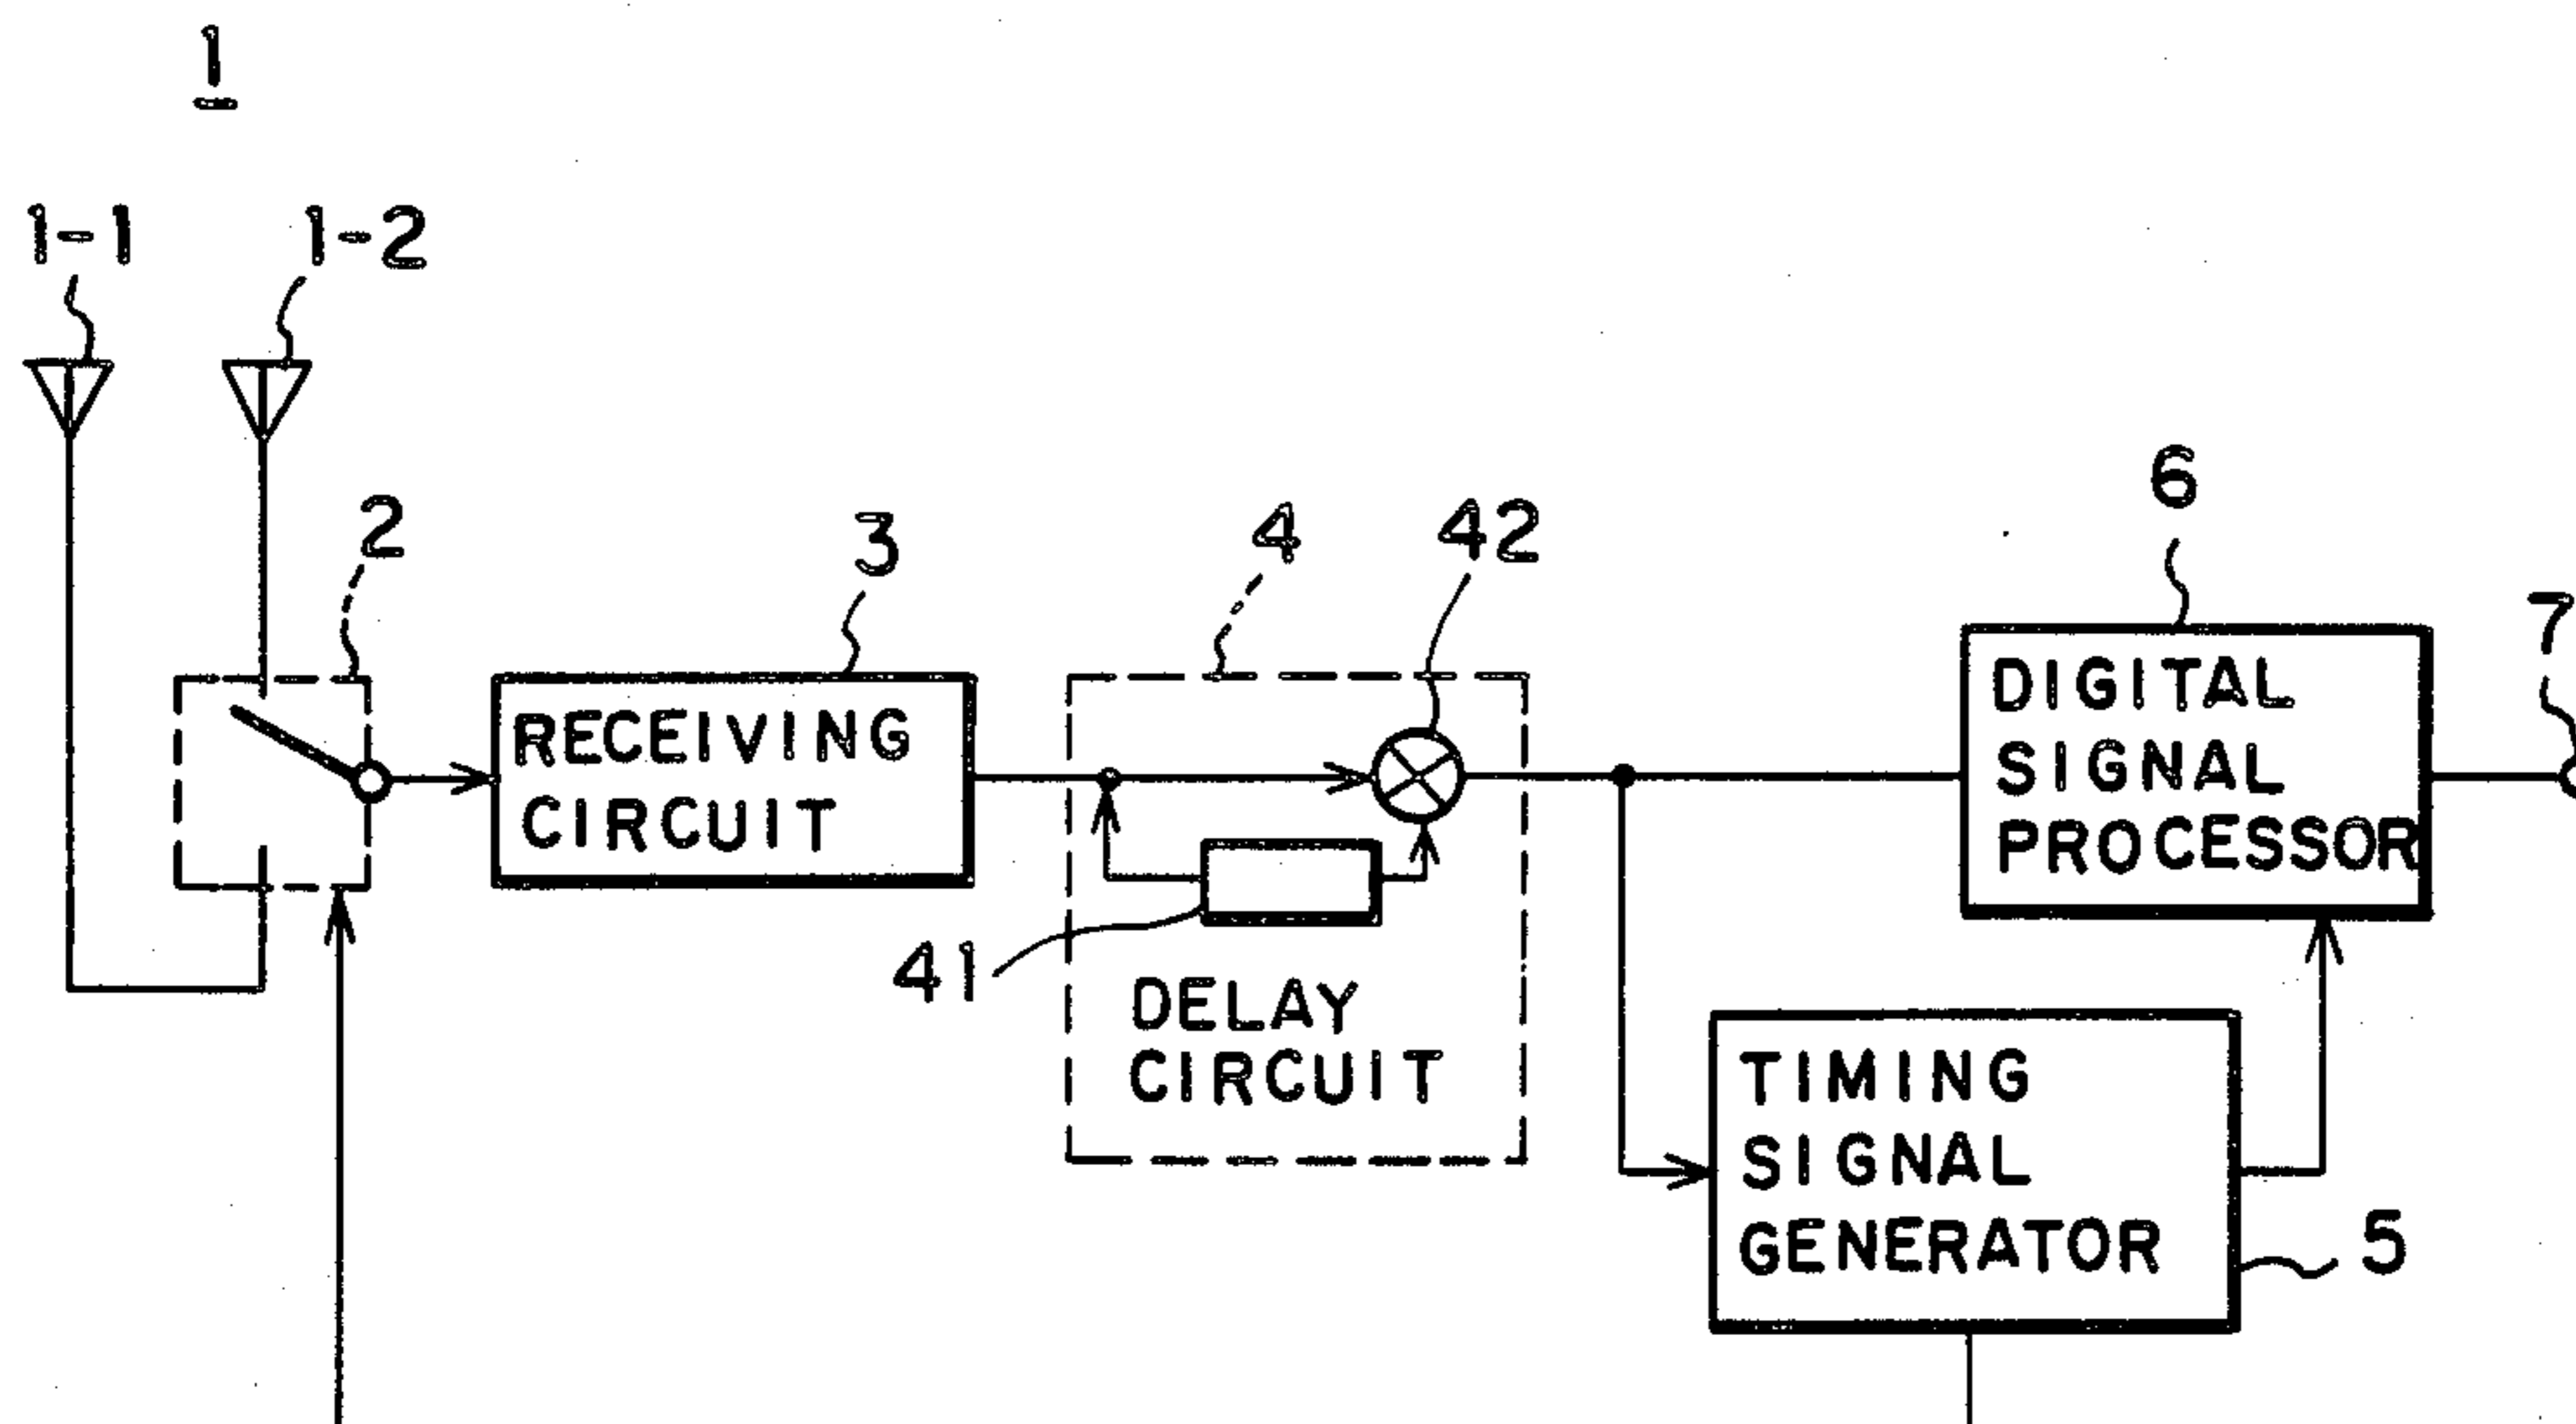 1
1-1
1-2
2
3
4
42
6
7
RECEIVING
CIRCUIT
DIGITAL
SIGNAL
PROCESSOR
41
DELAY
CIRCUIT
TIMING
SIGNAL
GENERATOR
5